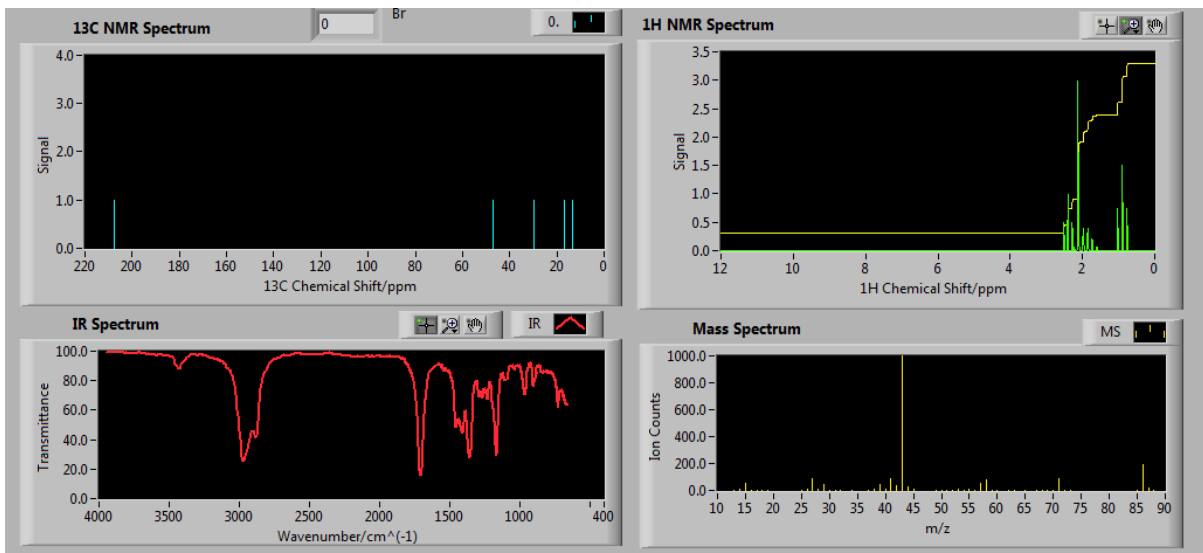 13C NMR Spectrum
0
Br
0.
4.0
3.0
2.0
1.0
0.0
Signal
220 200 180 160 140 120 100 80 60 40 20 0
13C Chemical Shift/ppm
1H NMR Spectrum
3.5
3.0
2.5
2.0
1.5
1.0
0.5
0.0
Signal
12 10 8 6 4 2 0
1H Chemical Shift/ppm
IR Spectrum
IR
100.0
80.0
60.0
40.0
20.0
0.0
Transmittance
4000 3000 2500 2000 1500 1000 400
Wavenumber/cm^(-1)
Mass Spectrum
MS
1000.0
800.0
600.0
400.0
200.0
0.0
Ion Counts
10 15 20 25 30 35 40 45 50 55 60 65 70 75 80 85 90
m/z